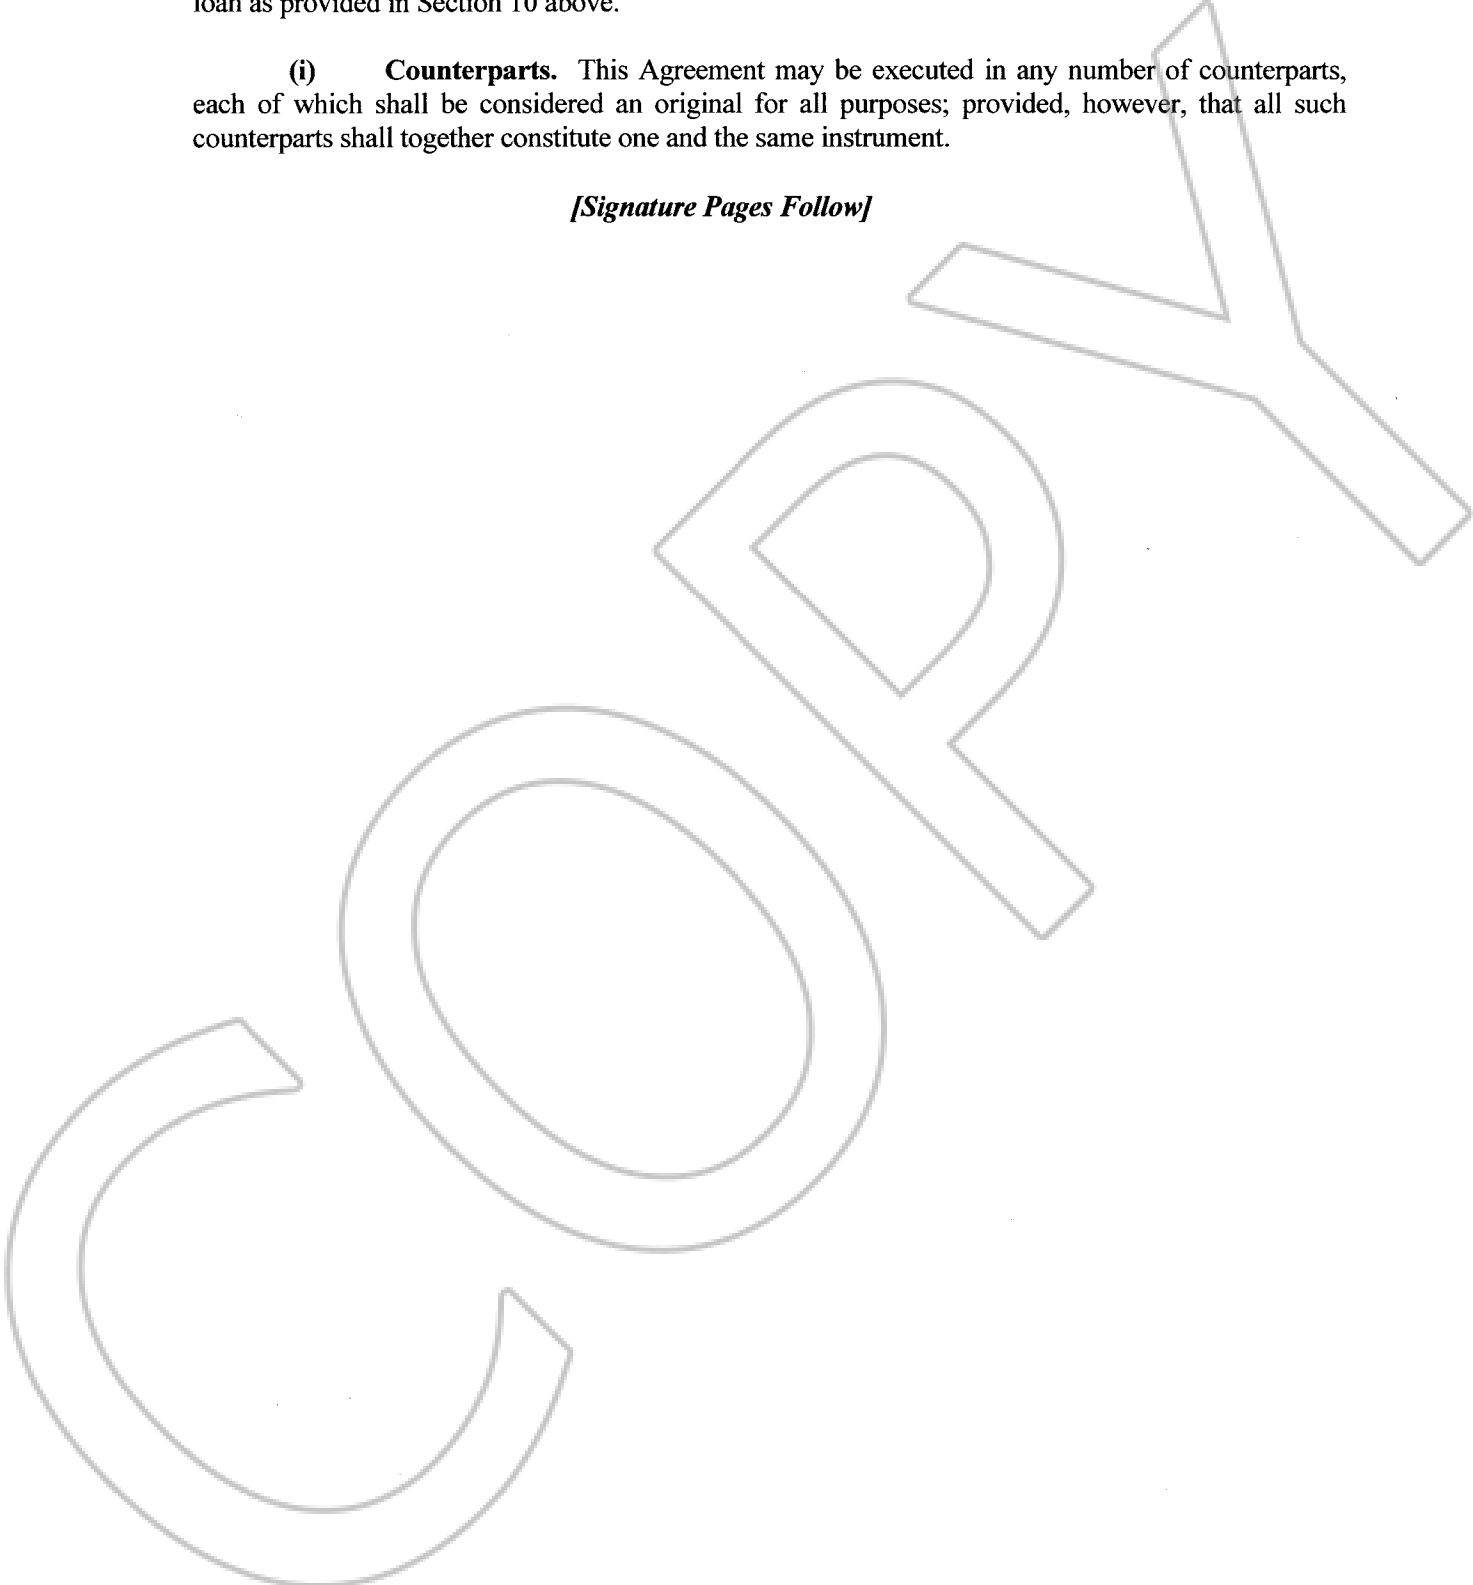 loan as provided in Section 10 above.
(i) Counterparts. This Agreement may be executed in any number of counterparts,
each of which shall be considered an original for all purposes; provided, however, that all such
counterparts shall together constitute one and the same instrument.
[Signature Pages Follow]
COPY